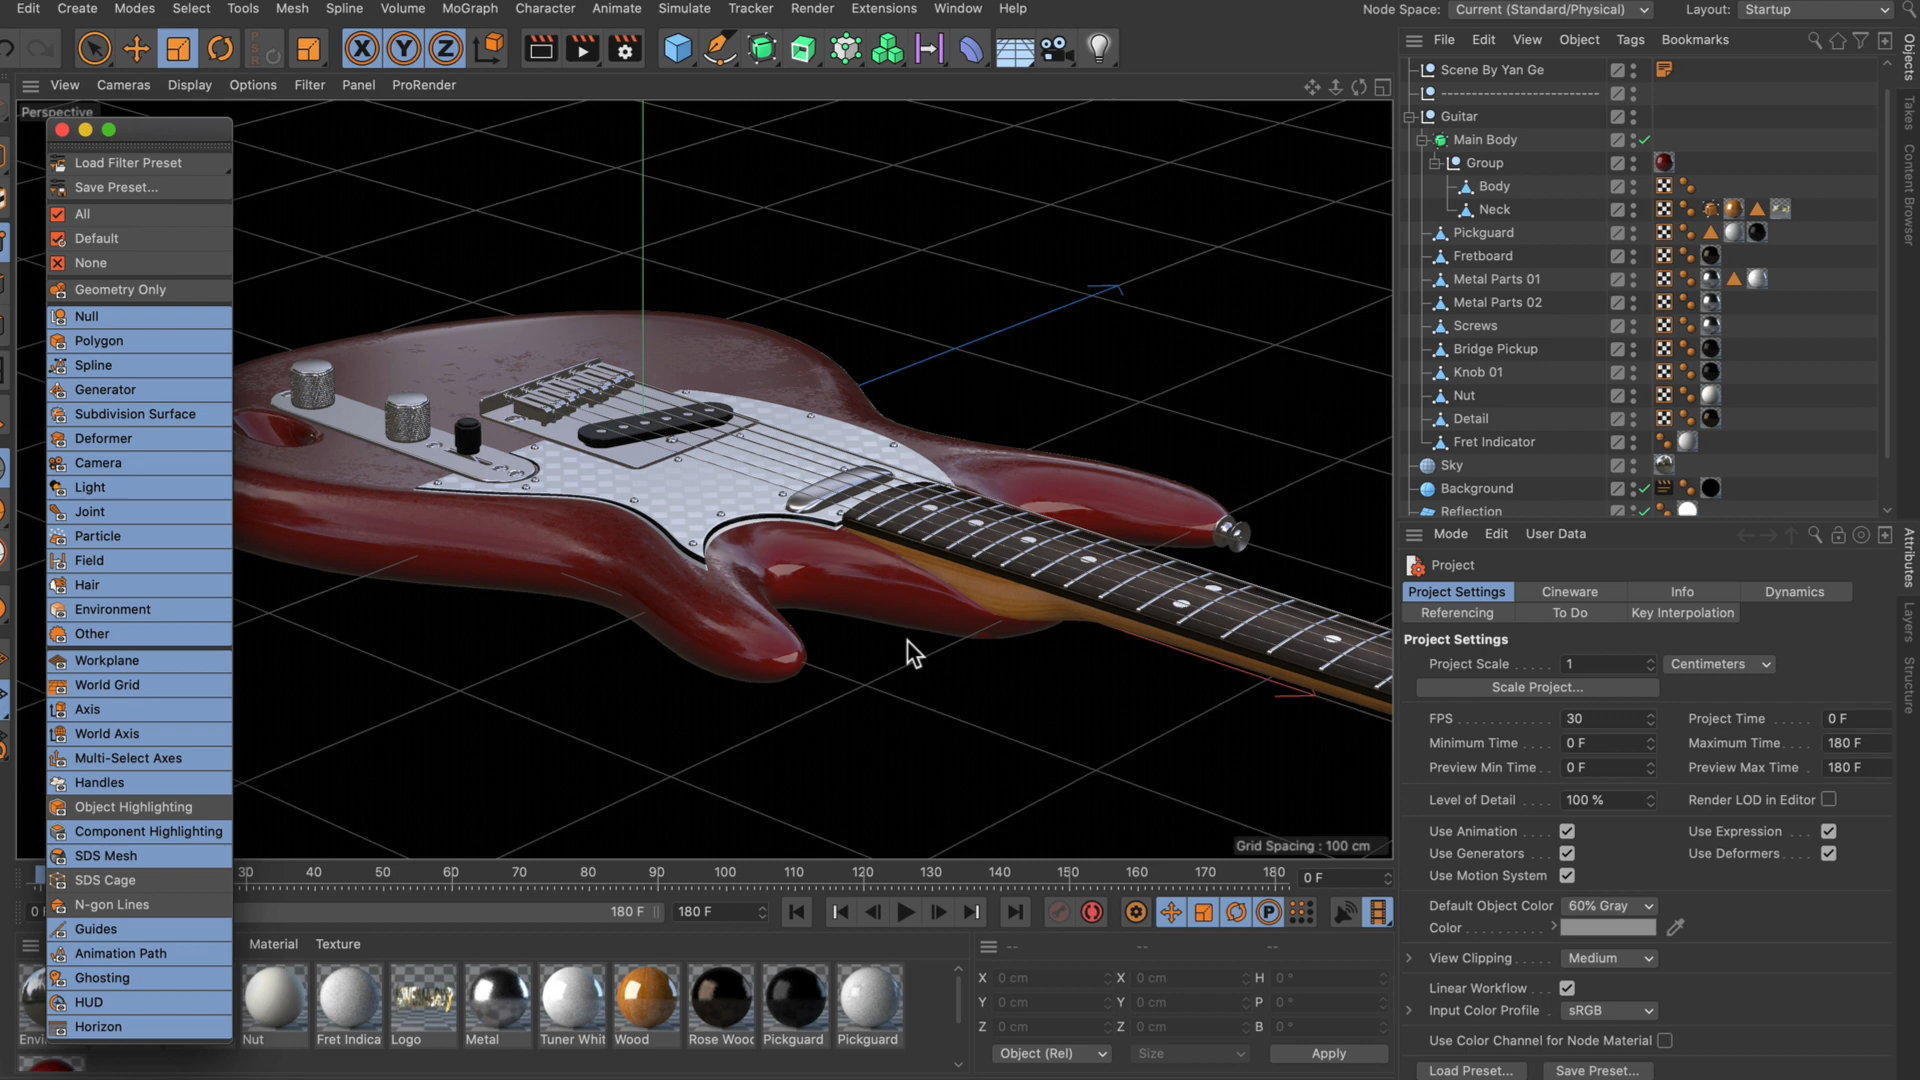 Edit Create Modes Select Tools Mesh Spline Volume MoGraph Character Animate Simulate Tracker Render Extensions Window Help
Node Space: Current (Standard/Physical) Layout: Startup
File Edit View Object Tags Bookmarks
View Cameras Display Options Filter Panel ProRender
Perspective
Load Filter Preset
Save Preset...
All
Default
None
Geometry Only
Null
Polygon
Spline
Generator
Subdivision Surface
Deformer
Camera
Light
Joint
Particle
Field
Hair
Environment
Other
Workplane
World Grid
Axis
World Axis
Multi-Select Axes
Handles
Object Highlighting
Component Highlighting
SDS Mesh
SDS Cage
N-gon Lines
Guides
Animation Path
Ghosting
HUD
Horizon
Grid Spacing : 100 cm
30 40 50 60 70 80 90 100 110 120 130 140 150 160 170 180 0 F
0 180 F 180 F
Material Texture
Nut Fret Indica Logo Metal Tuner Whit Wood Rose Wood Pickguard Pickguard
-- -- --
X 0 cm X 0 cm H 0 °
Y 0 cm Y 0 cm P 0 °
Z 0 cm Z 0 cm B 0 °
Object (Rel) Size Apply
Scene By Yan Ge
----------------------------
Guitar
Main Body
Group
Body
Neck
Pickguard
Fretboard
Metal Parts 01
Metal Parts 02
Screws
Bridge Pickup
Knob 01
Nut
Detail
Fret Indicator
Sky
Background
Reflection
Mode Edit User Data
Project
Project Settings Cineware Info Dynamics
Referencing To Do Key Interpolation
Project Settings
Project Scale 1 Centimeters
Scale Project...
FPS 30 Project Time 0 F
Minimum Time 0 F Maximum Time 180 F
Preview Min Time 0 F Preview Max Time 180 F
Level of Detail 100 % Render LOD in Editor
Use Animation Use Expression
Use Generators Use Deformers
Use Motion System
Default Object Color 60% Gray
Color
View Clipping Medium
Linear Workflow
Input Color Profile sRGB
Use Color Channel for Node Material
Load Preset... Save Preset...
Objects
Takes
Content Browser
Attributes
Layers
Structure